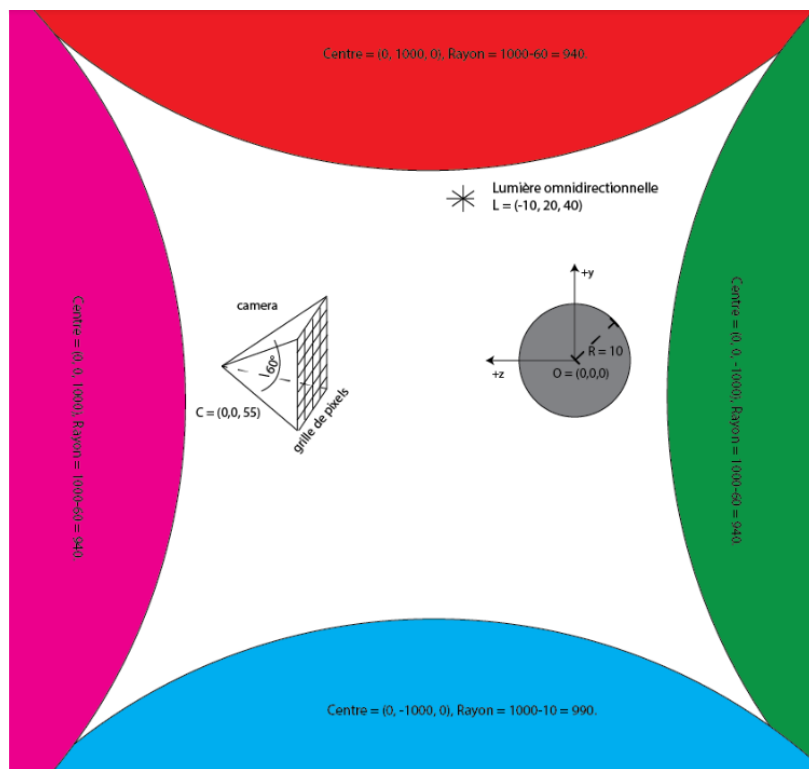 Centre = (0, 1000, 0), Rayon = 1000-60 = 940.
Lumière omnidirectionnelle
L = (-10, 20, 40)
camera
60°
C = (0,0, 55)
grille de pixels
+y
R = 10
+z
O = (0,0,0)
Centre = (0, 0, 1000), Rayon = 1000-60 = 940
Centre = (0, 0, -1000), Rayon = 1000-60 = 940.
Centre = (0, -1000, 0), Rayon = 1000-10 = 990.